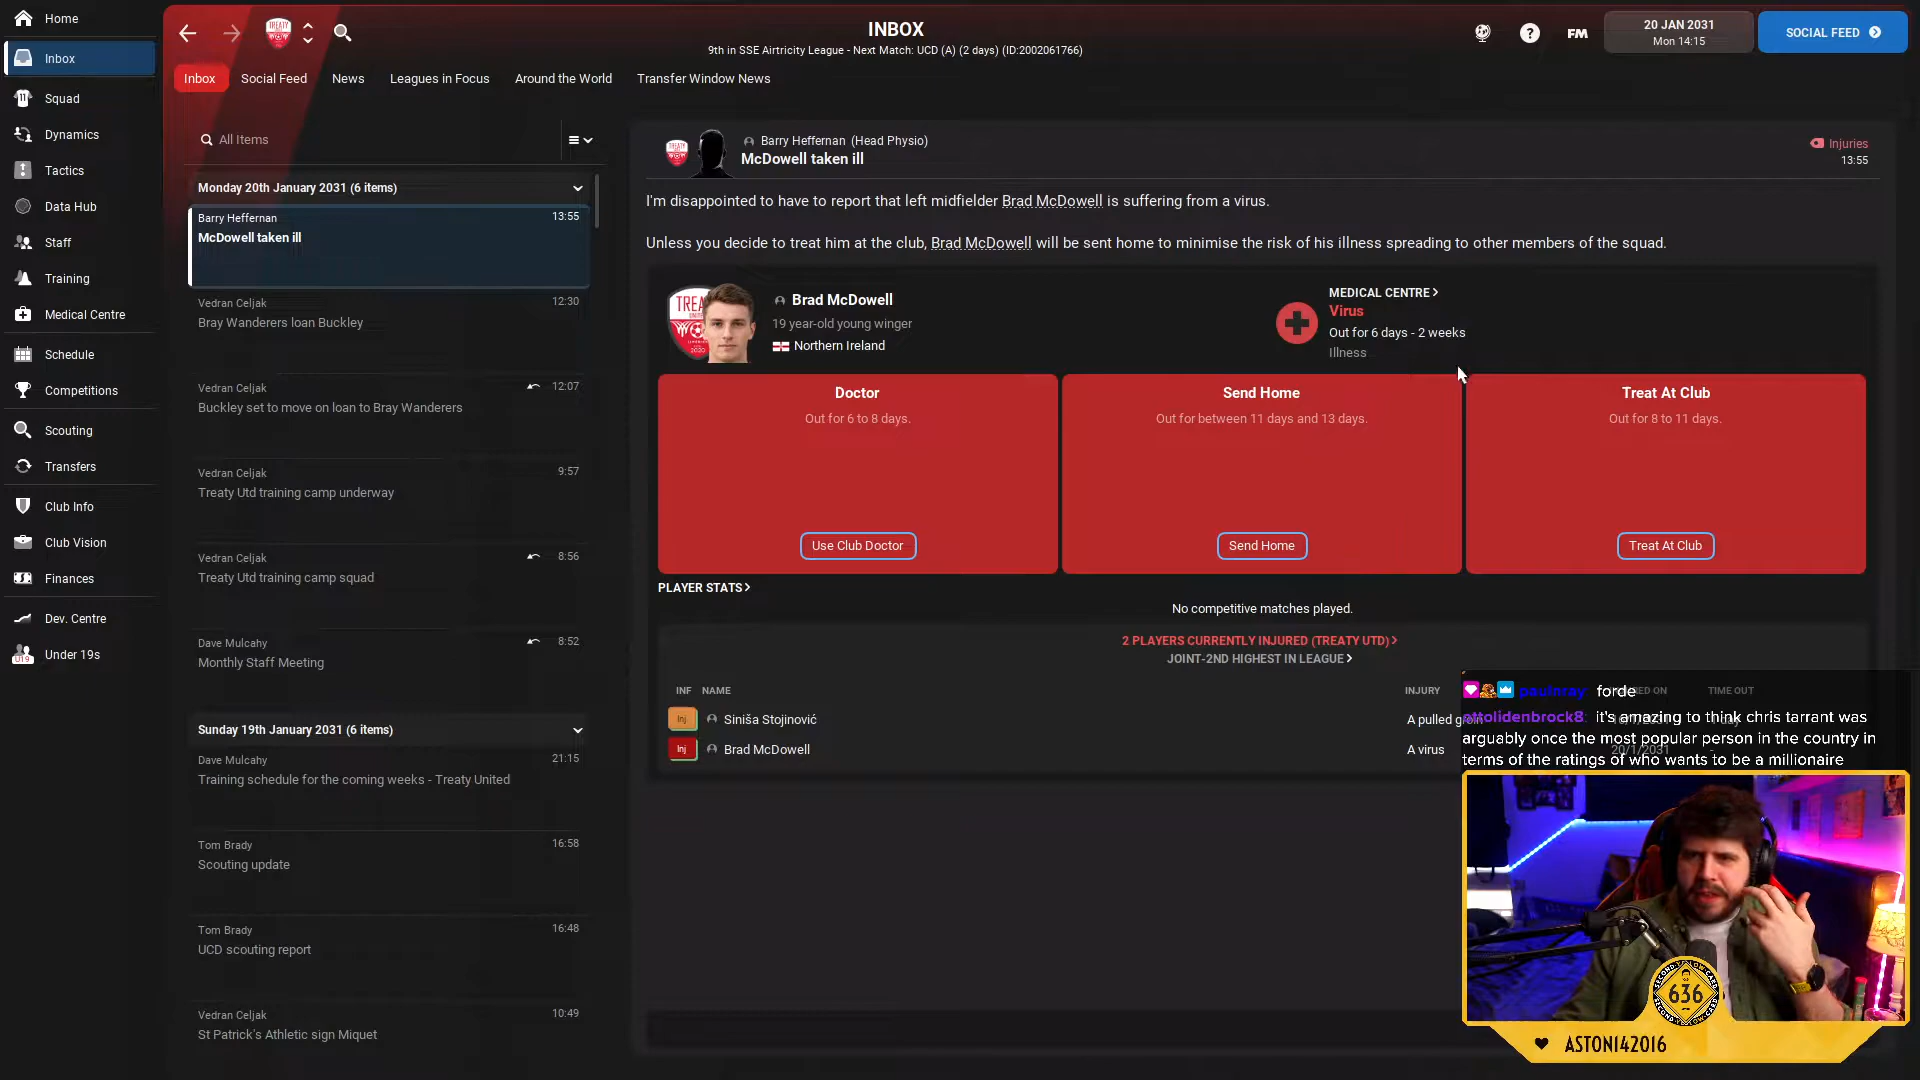 Home
Inbox
Squad
Dynamics
Tactics
Data Hub
Staff
Training
Medical Centre
Schedule
Competitions
Scouting
Transfers
Club Info
Club Vision
Finances
Dev. Centre
Under 19s
INBOX
9th in SSE Airtricity League - Next Match: UCD (A) (2 days) (ID:2002061766)
FM
20 JAN 2031
Mon 14:15
SOCIAL FEED
Inbox Social Feed News Leagues in Focus Around the World Transfer Window News
All Items
Monday 20th January 2031 (6 items)
Barry Heffernan 13:55
McDowell taken ill
Vedran Celjak 12:30
Bray Wanderers loan Buckley
Vedran Celjak 12:07
Buckley set to move on loan to Bray Wanderers
Vedran Celjak 9:57
Treaty Utd training camp underway
Vedran Celjak 8:56
Treaty Utd training camp squad
Dave Mulcahy 8:52
Monthly Staff Meeting
Sunday 19th January 2031 (6 items)
Dave Mulcahy 21:15
Training schedule for the coming weeks - Treaty United
Tom Brady 16:58
Scouting update
Tom Brady 16:48
UCD scouting report
Vedran Celjak 10:49
St Patrick's Athletic sign Miquet
Barry Heffernan (Head Physio)
McDowell taken ill
Injuries
13:55
I'm disappointed to have to report that left midfielder Brad McDowell is suffering from a virus.
Unless you decide to treat him at the club, Brad McDowell will be sent home to minimise the risk of his illness spreading to other members of the squad.
Brad McDowell
19 year-old young winger
Northern Ireland
MEDICAL CENTRE
Virus
Out for 6 days - 2 weeks
Illness
Doctor
Out for 6 to 8 days.
Use Club Doctor
Send Home
Out for between 11 days and 13 days.
Send Home
Treat At Club
Out for 8 to 11 days.
Treat At Club
PLAYER STATS
No competitive matches played.
2 PLAYERS CURRENTLY INJURED (TREATY UTD)
JOINT-2ND HIGHEST IN LEAGUE
INF NAME INJURY TIME OUT
Inj Siniša Stojinović A pulled groin
Inj Brad McDowell A virus 20/1/2031 -
paulnray: forde
ottolidenbrock8: it's amazing to think chris tarrant was
arguably once the most popular person in the country in
terms of the ratings of who wants to be a millionaire
SECOND YELLOW CARD
636
ASTON142016